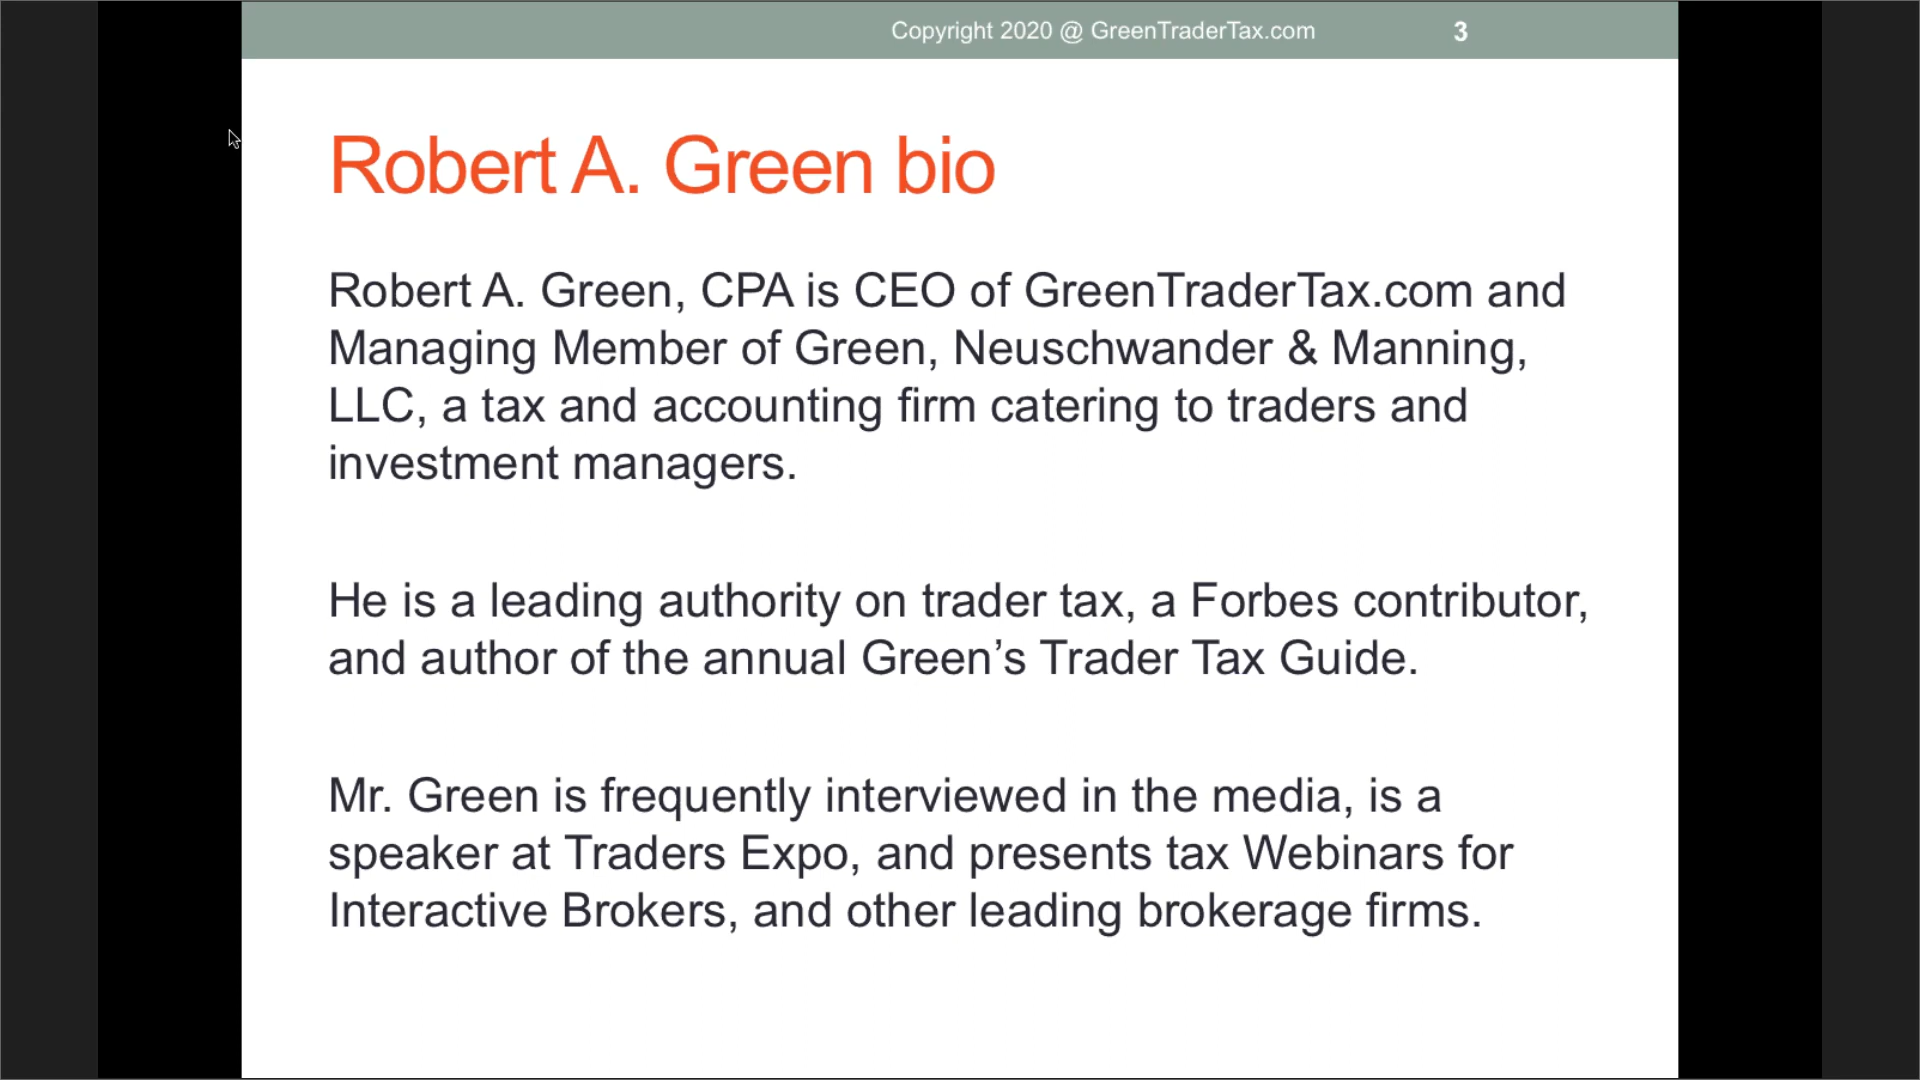 Copyright 2020 @ GreenTraderTax.com 3
Robert A. Green bio
Robert A. Green, CPA is CEO of GreenTraderTax.com and
Managing Member of Green, Neuschwander & Manning,
LLC, a tax and accounting firm catering to traders and
investment managers.
He is a leading authority on trader tax, a Forbes contributor,
and author of the annual Green’s Trader Tax Guide.
Mr. Green is frequently interviewed in the media, is a
speaker at Traders Expo, and presents tax Webinars for
Interactive Brokers, and other leading brokerage firms.